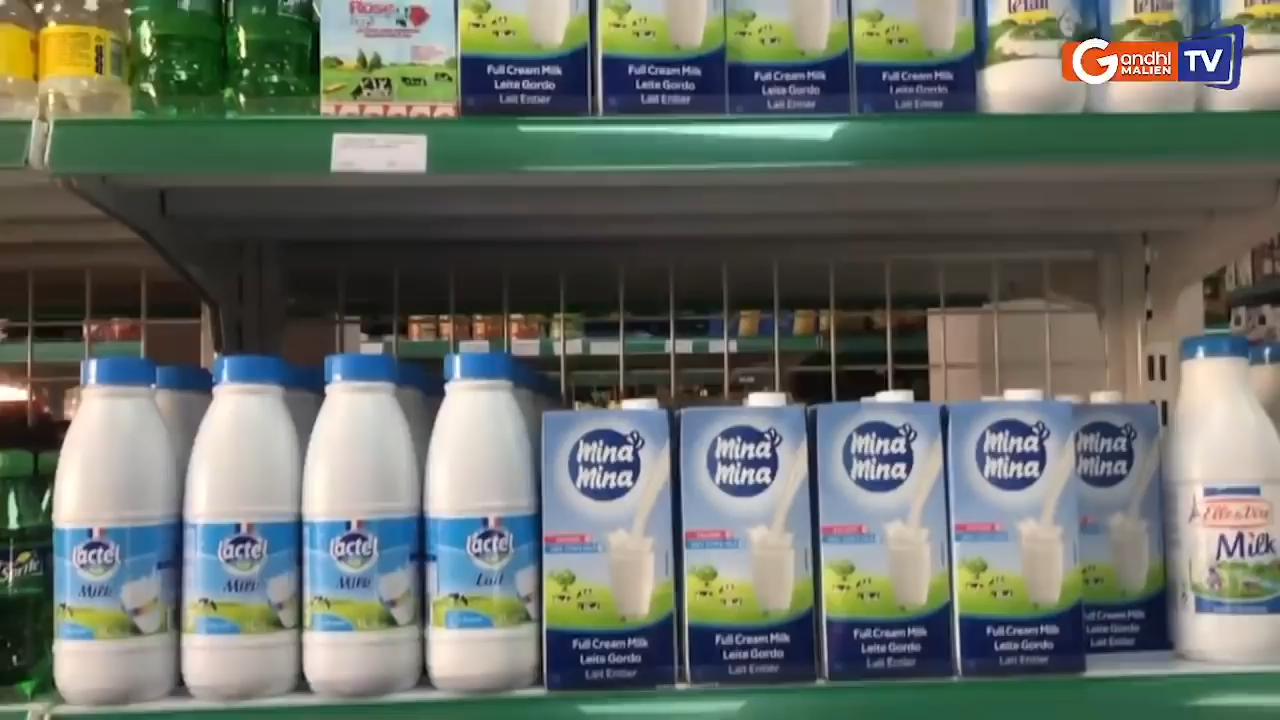 Rose
Full Cream Milk
Leite Gordo
Lait Entier
Full Cream Milk
Leite Gordo
Lait Entier
Full Cream Milk
Leite Gordo
Lait Entier
Full Cream Milk
Leite Gordo
Lait Entier
Gandhi
MALIEN
TV
lactel
Milk
lactel
Milk
lactel
Milk
lactel
Lait
Mina
Mina
Full Cream Milk
Leite Gordo
Lait Entier
Mina
Mina
Full Cream Milk
Leite Gordo
Lait Entier
Mina
Mina
Full Cream Milk
Leite Gordo
Lait Entier
Mina
Mina
Full Cream Milk
Leite Gordo
Lait Entier
Mina
Mina
Full Cream Milk
Leite Gordo
Lait Entier
Elle & Vire
Milk
Sprite